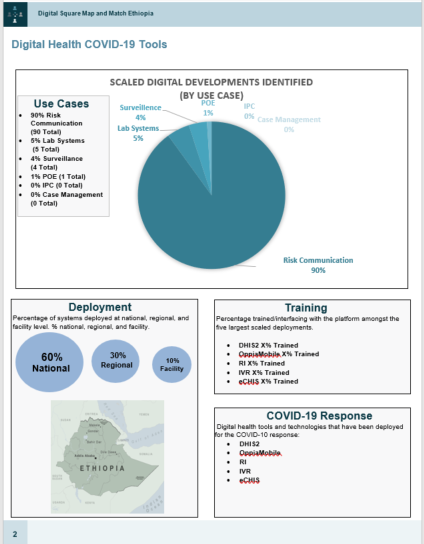 Digital Square Map and Match Ethiopia
Digital Health COVID-19 Tools
SCALED DIGITAL DEVELOPMENTS IDENTIFIED
(BY USE CASE)
Use Cases
• 90% Risk
Communication
(90 Total)
• 5% Lab Systems
(5 Total)
• 4% Surveillance
(4 Total)
• 1% POE (1 Total)
• 0% IPC (0 Total)
• 0% Case Management
(0 Total)
Surveillence
4%
Lab Systems
5%
POE
1%
IPC
0%
Case Management
0%
Risk Communication
90%
Deployment
Percentage of systems deployed at national, regional, and
facility level. % national, regional, and facility.
60%
National
30%
Regional
10%
Facility
ETHIOPIA
Training
Percentage trained/interfacing with the platform amongst the
five largest scaled deployments.
• DHIS2 X% Trained
• OppiaMobile X% Trained
• RI X% Trained
• IVR X% Trained
• eCHIS X% Trained
COVID-19 Response
Digital health tools and technologies that have been deployed
for the COVID-10 response:
• DHIS2
• OppiaMobile
• RI
• IVR
• eCHIS
2